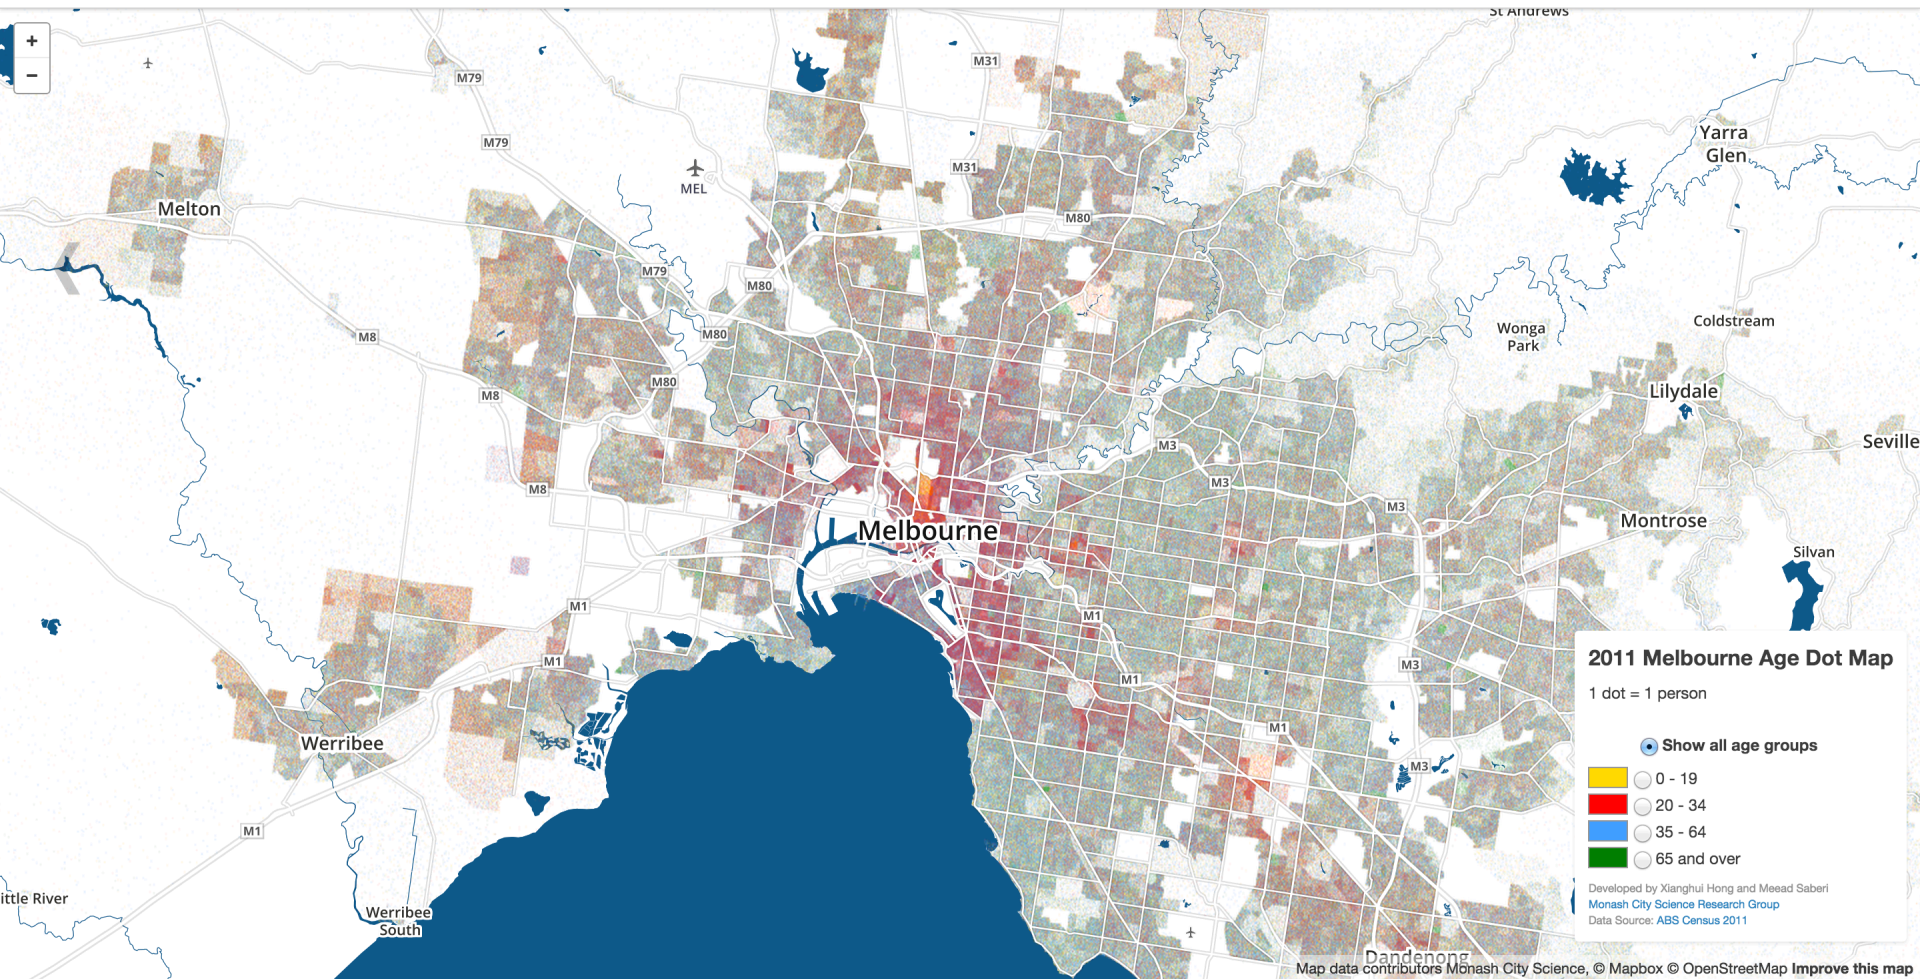 St Andrews
+
−
M31
M79
Yarra
Glen
M79
M31
MEL
Melton
M80
M79
M80
M80
Coldstream
Wonga
Park
M8
M80
M8
Lilydale
Seville
M3
M3
M8
M3
Montrose
Melbourne
Silvan
M1
M1
M1
M3
M1
M1
Werribee
M3
M1
ittle River
Werribee
South
Dandenong
2011 Melbourne Age Dot Map
1 dot = 1 person
Show all age groups
0 - 19
20 - 34
35 - 64
65 and over
Developed by Xianghui Hong and Meead Saberi
Monash City Science Research Group
Data Source: ABS Census 2011
Map data contributors Monash City Science, © Mapbox © OpenStreetMap Improve this map